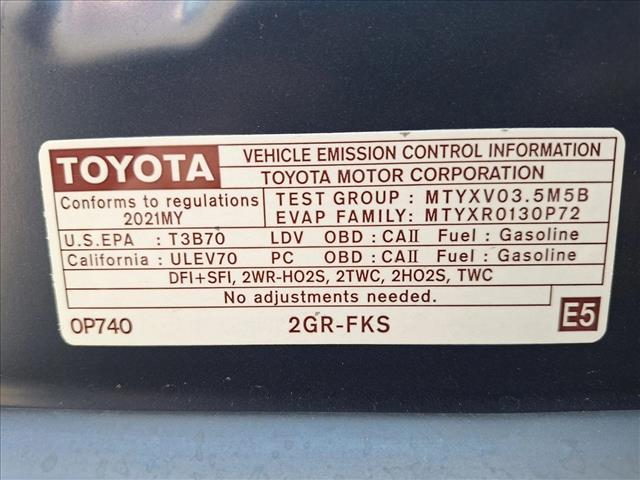 TOYOTA VEHICLE EMISSION CONTROL INFORMATION
TOYOTA MOTOR CORPORATION
Conforms to regulations
2021MY
TEST GROUP : MTYXV03.5M5B
EVAP FAMILY: MTYXR0130P72
U.S.EPA : T3B70 LDV OBD : CAII Fuel : Gasoline
California : ULEV70 PC OBD : CAII Fuel : Gasoline
DFI+SFI, 2WR-HO2S, 2TWC, 2HO2S, TWC
No adjustments needed.
0P740 2GR-FKS E5